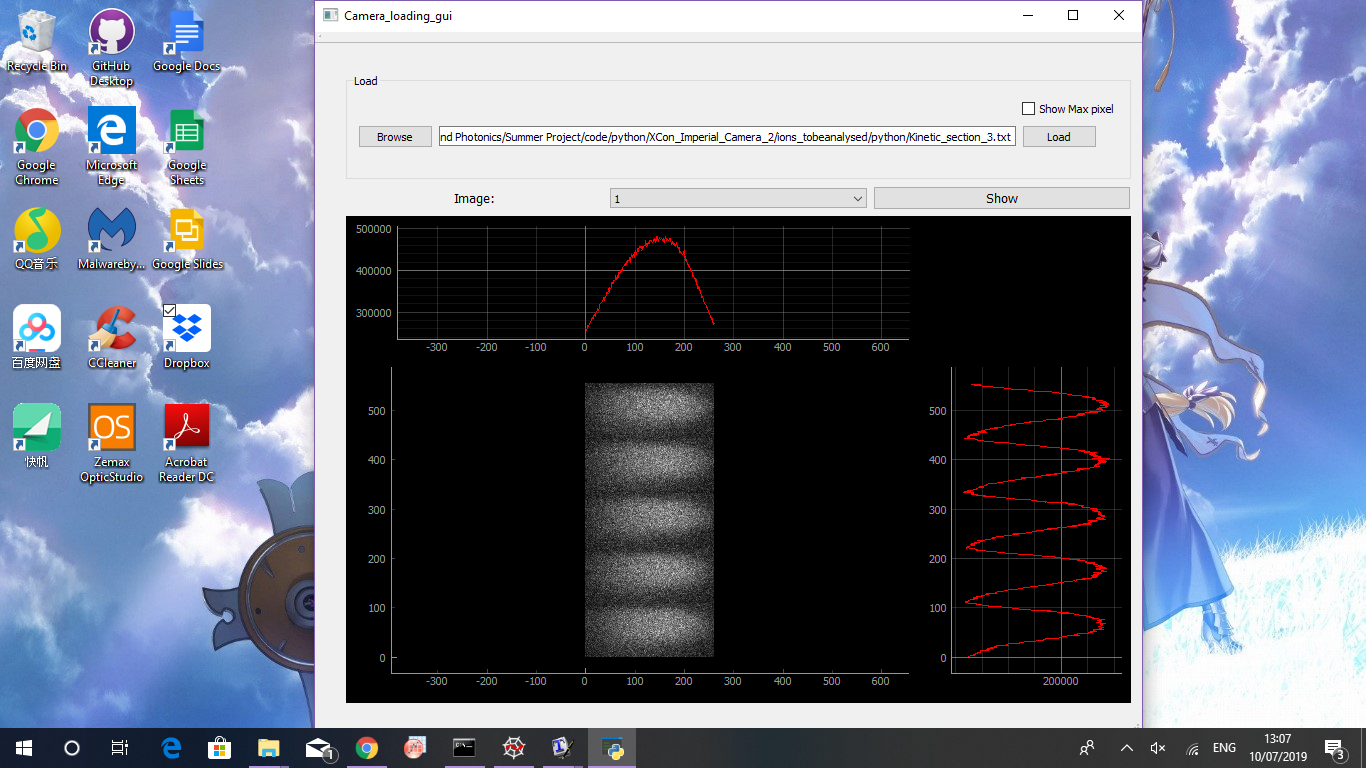 Camera_loading_gui
Recycle Bin
GitHub Desktop
Google Docs
Google Chrome
Microsoft Edge
Google Sheets
QQ音乐
Malwareby...
Google Slides
百度网盘
CCleaner
Dropbox
快帆
OS
Zemax OpticStudio
Acrobat Reader DC
Load
Show Max pixel
Browse
nd Photonics/Summer Project/code/python/XCon_Imperial_Camera_2/ions_tobeanalysed/python/Kinetic_section_3.txt
Load
Image:
1
Show
500000
400000
300000
-300
-200
-100
0
100
200
300
400
500
600
500
400
300
200
100
0
-300
-200
-100
0
100
200
300
400
500
600
500
400
300
200
100
0
200000
1
ENG
13:07
10/07/2019
3